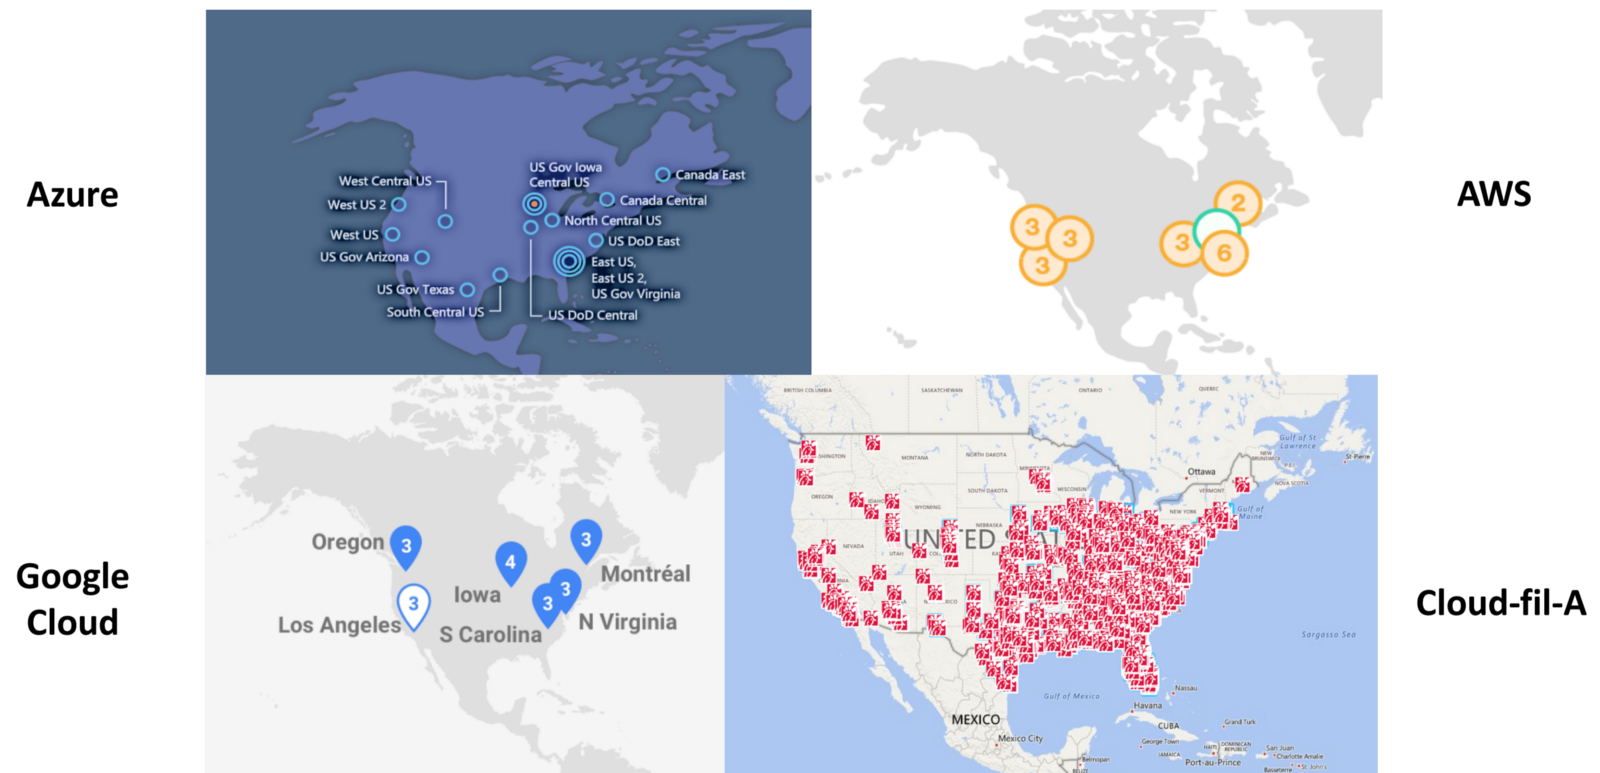 Azure
West Central US
West US 2
West US
US Gov Arizona
US Gov Texas
South Central US
US Gov Iowa
Central US
Canada East
Canada Central
North Central US
US DoD East
East US,
East US 2,
US Gov Virginia
US DoD Central
AWS
3
3
3
2
3
6
Google
Cloud
Oregon
3
Los Angeles
3
Iowa
4
S Carolina
3
3
N Virginia
3
Montréal
Cloud-fil-A
BRITISH COLUMBIA
SASKATCHEWAN
ONTARIO
QUEBEC
Gulf of St
Lawrence
NEW
BRUNSWICK
St-Pierre
NOVA SCOTIA
Ottawa
MONTANA
NORTH DAKOTA
OREGON
SOUTH DAKOTA
WISCONSIN
VERMONT
WYOMING
NEW YORK
Gulf of
Maine
NEBRASKA
NEVADA
UTAH
UNITED STAT
Sargasso Sea
Gulf of Mexico
Nassau
Havana
MEXICO
Mexico City
CUBA
Grand Turk
George Town
JAMAICA
HAITI
DOMINICAN
REPUBLIC
San Juan
Charlotte Amalie
Port-au-Prince
St. John's
Basseterre
Belmopan
BELIZE